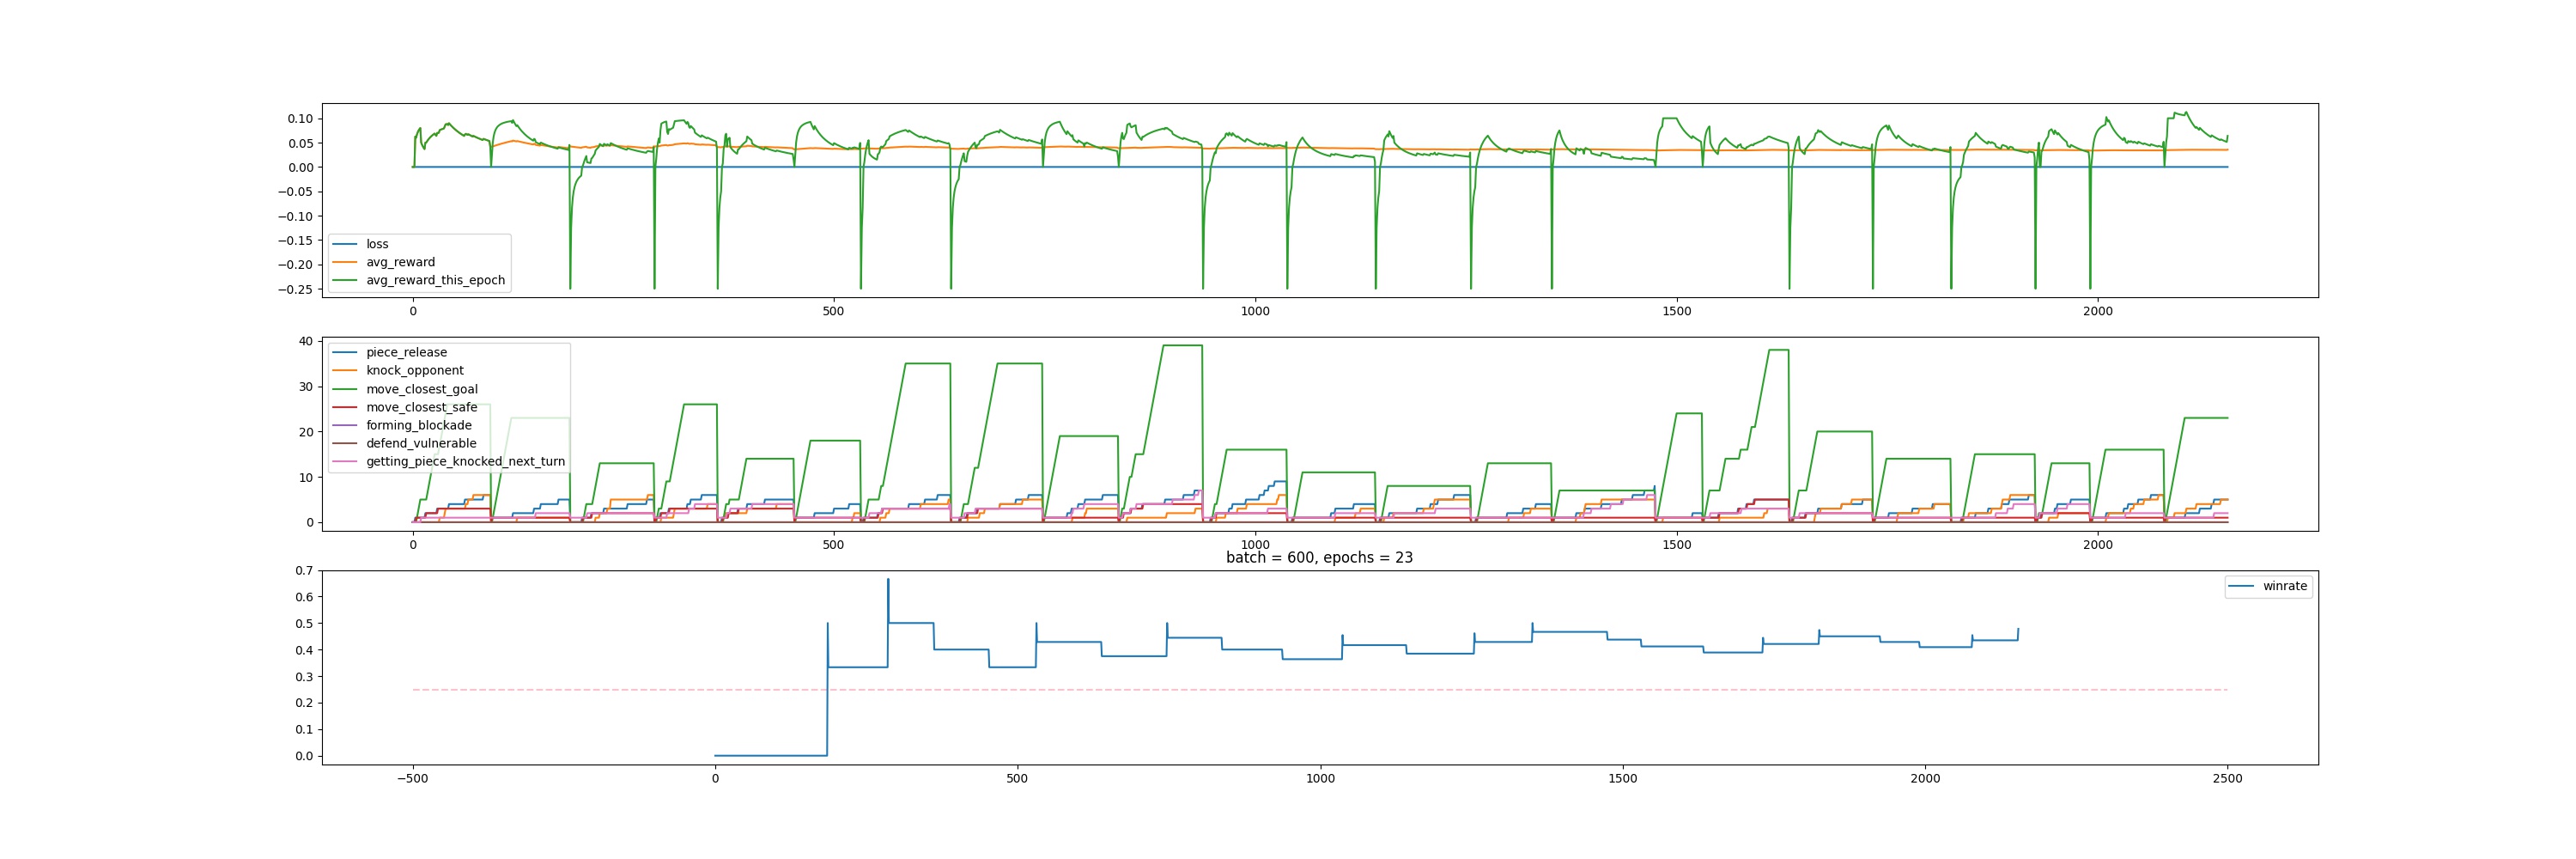 0.10
0.05
0.00
−0.05
−0.10
−0.15
−0.20
−0.25
loss
avg_reward
avg_reward_this_epoch
0 500 1000 1500 2000
40
30
20
10
0
piece_release
knock_opponent
move_closest_goal
move_closest_safe
forming_blockade
defend_vulnerable
getting_piece_knocked_next_turn
0 500 1000 1500 2000
batch = 600, epochs = 23
0.7
0.6
0.5
0.4
0.3
0.2
0.1
0.0
winrate
−500 0 500 1000 1500 2000 2500